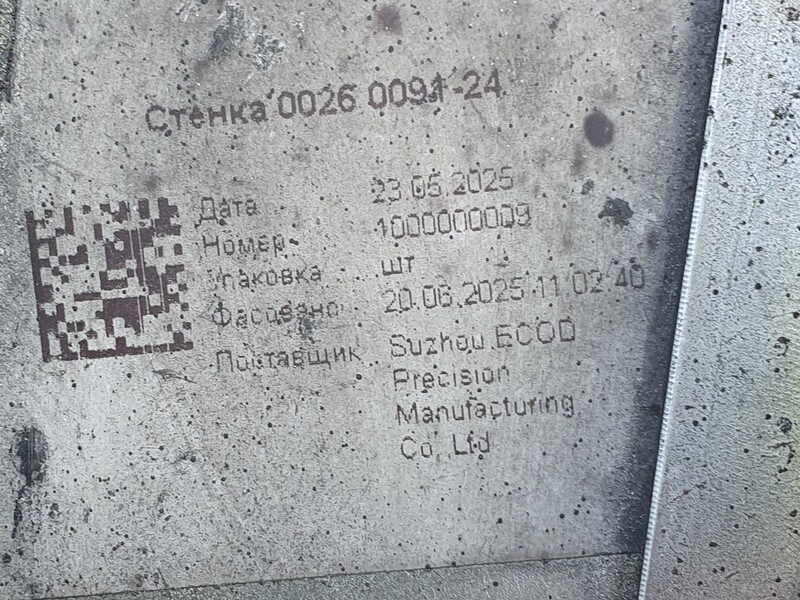 Стенка 0026 0091-24
Дата 23.05.2025
Номер 1000000009
Упаковка шт
Фасовано 20.06.2025 11 02 40
Поставщик Suzhou ECOD
Precision
Manufacturing
Co, Ltd